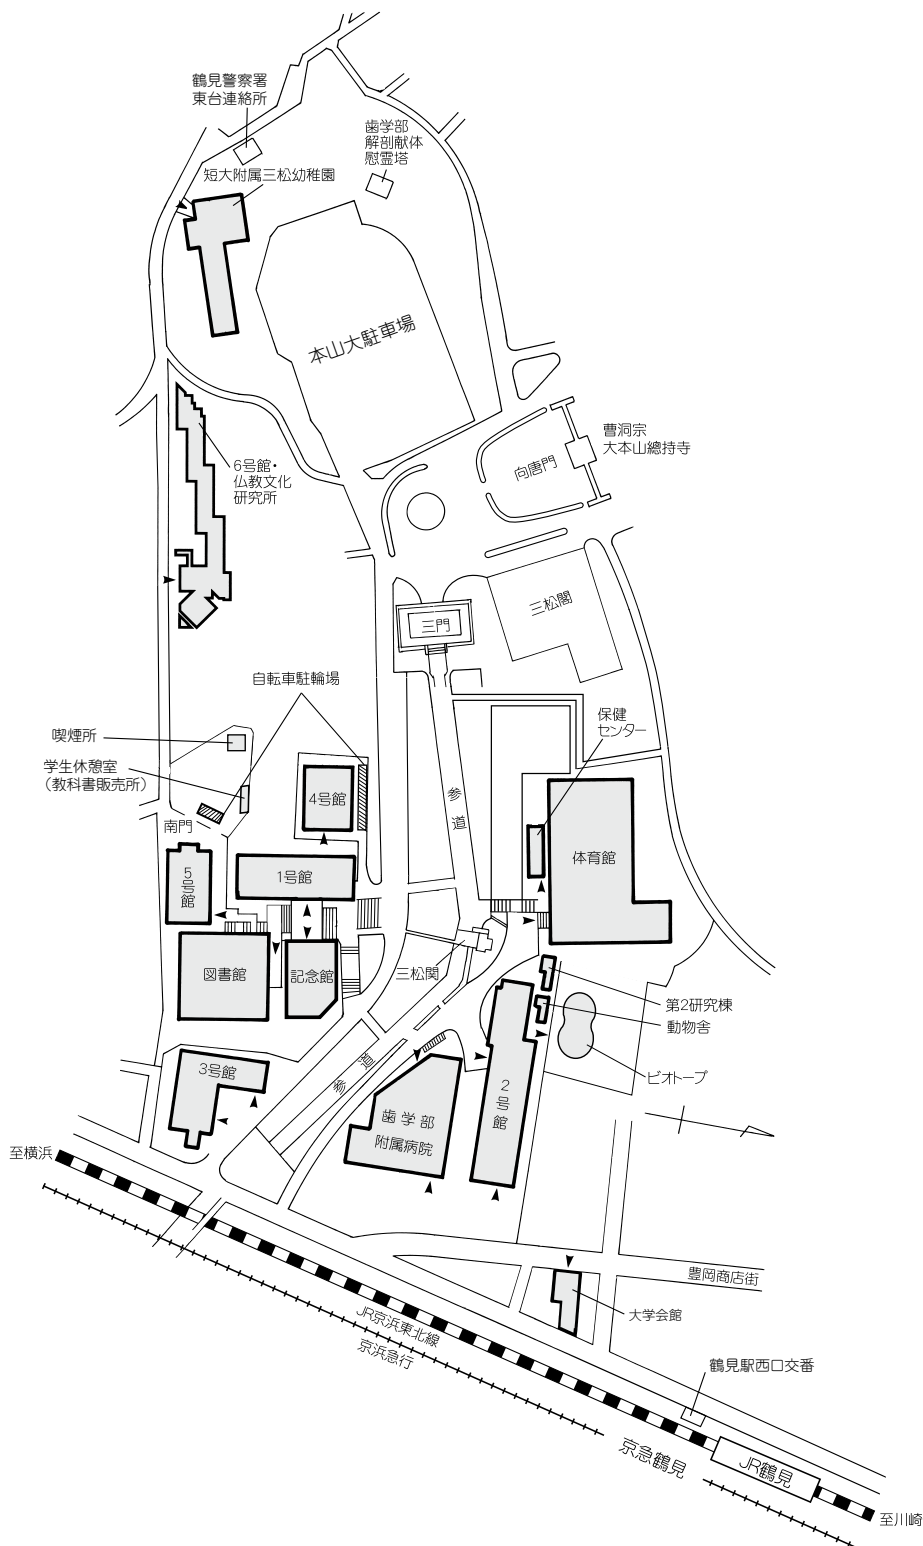 鶴見警察署
東台連絡所
歯学部
解剖献体
慰霊塔
短大附属三松幼稚園
本山大駐車場
曹洞宗
大本山總持寺
向唐門
6号館・
仏教文化
研究所
三松閣
三門
自転車駐輪場
保健
センター
喫煙所
学生休憩室
（教科書販売所）
4号館
参道
南門
体育館
1号館
5号館
図書館
記念館
三松関
第2研究棟
動物舎
ビオトープ
3号館
参道
2号館
歯学部
附属病院
至横浜
豊岡商店街
大学会館
JR京浜東北線
京浜急行
鶴見駅西口交番
京急鶴見
JR鶴見
至川崎